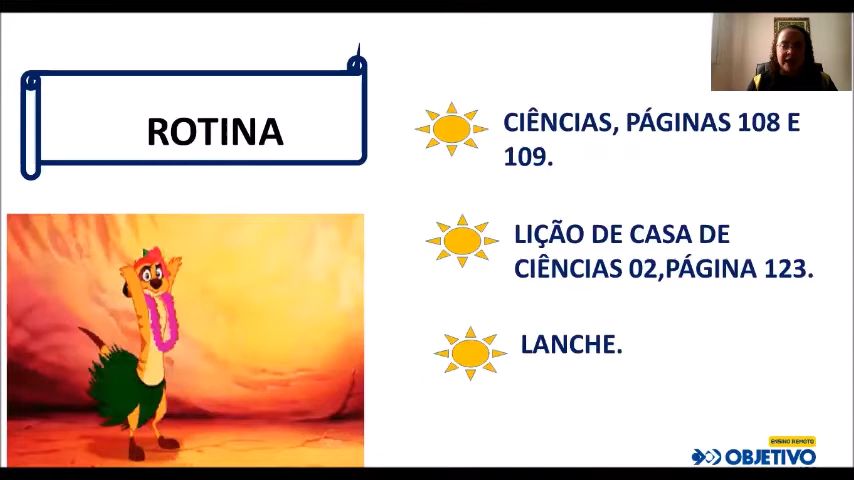 ROTINA
CIÊNCIAS, PÁGINAS 108 E
109.
LIÇÃO DE CASA DE
CIÊNCIAS 02,PÁGINA 123.
LANCHE.
ENSINO REMOTO
OBJETIVO